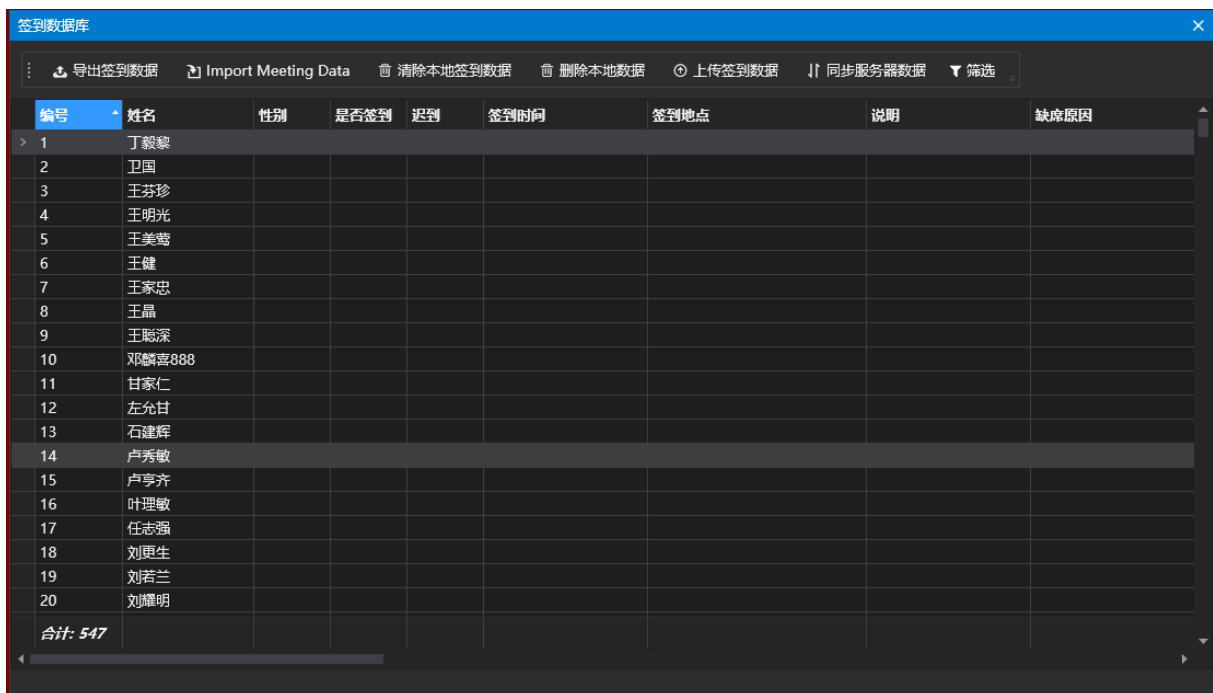 签到数据库
导出签到数据 Import Meeting Data 清除本地签到数据 删除本地数据 上传签到数据 同步服务器数据 筛选
编号 姓名 性别 是否签到 迟到 签到时间 签到地点 说明 缺席原因
1 丁毅黎
2 卫国
3 王芬珍
4 王明光
5 王美莺
6 王健
7 王家忠
8 王晶
9 王聪深
10 邓麟喜888
11 甘家仁
12 左允甘
13 石建辉
14 卢秀敏
15 卢亨齐
16 叶理敏
17 任志强
18 刘更生
19 刘若兰
20 刘耀明
合计: 547